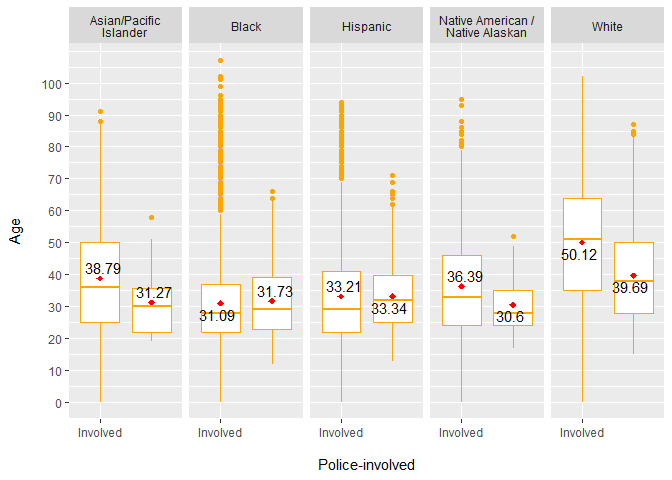 Asian/Pacific
Islander
Black
Hispanic
Native American /
Native Alaskan
White
Age
100
90
80
70
60
50
40
30
20
10
0
38.79
31.27
31.09
31.73
33.21
33.34
36.39
30.6
50.12
39.69
Involved
Involved
Involved
Involved
Involved
Police-involved